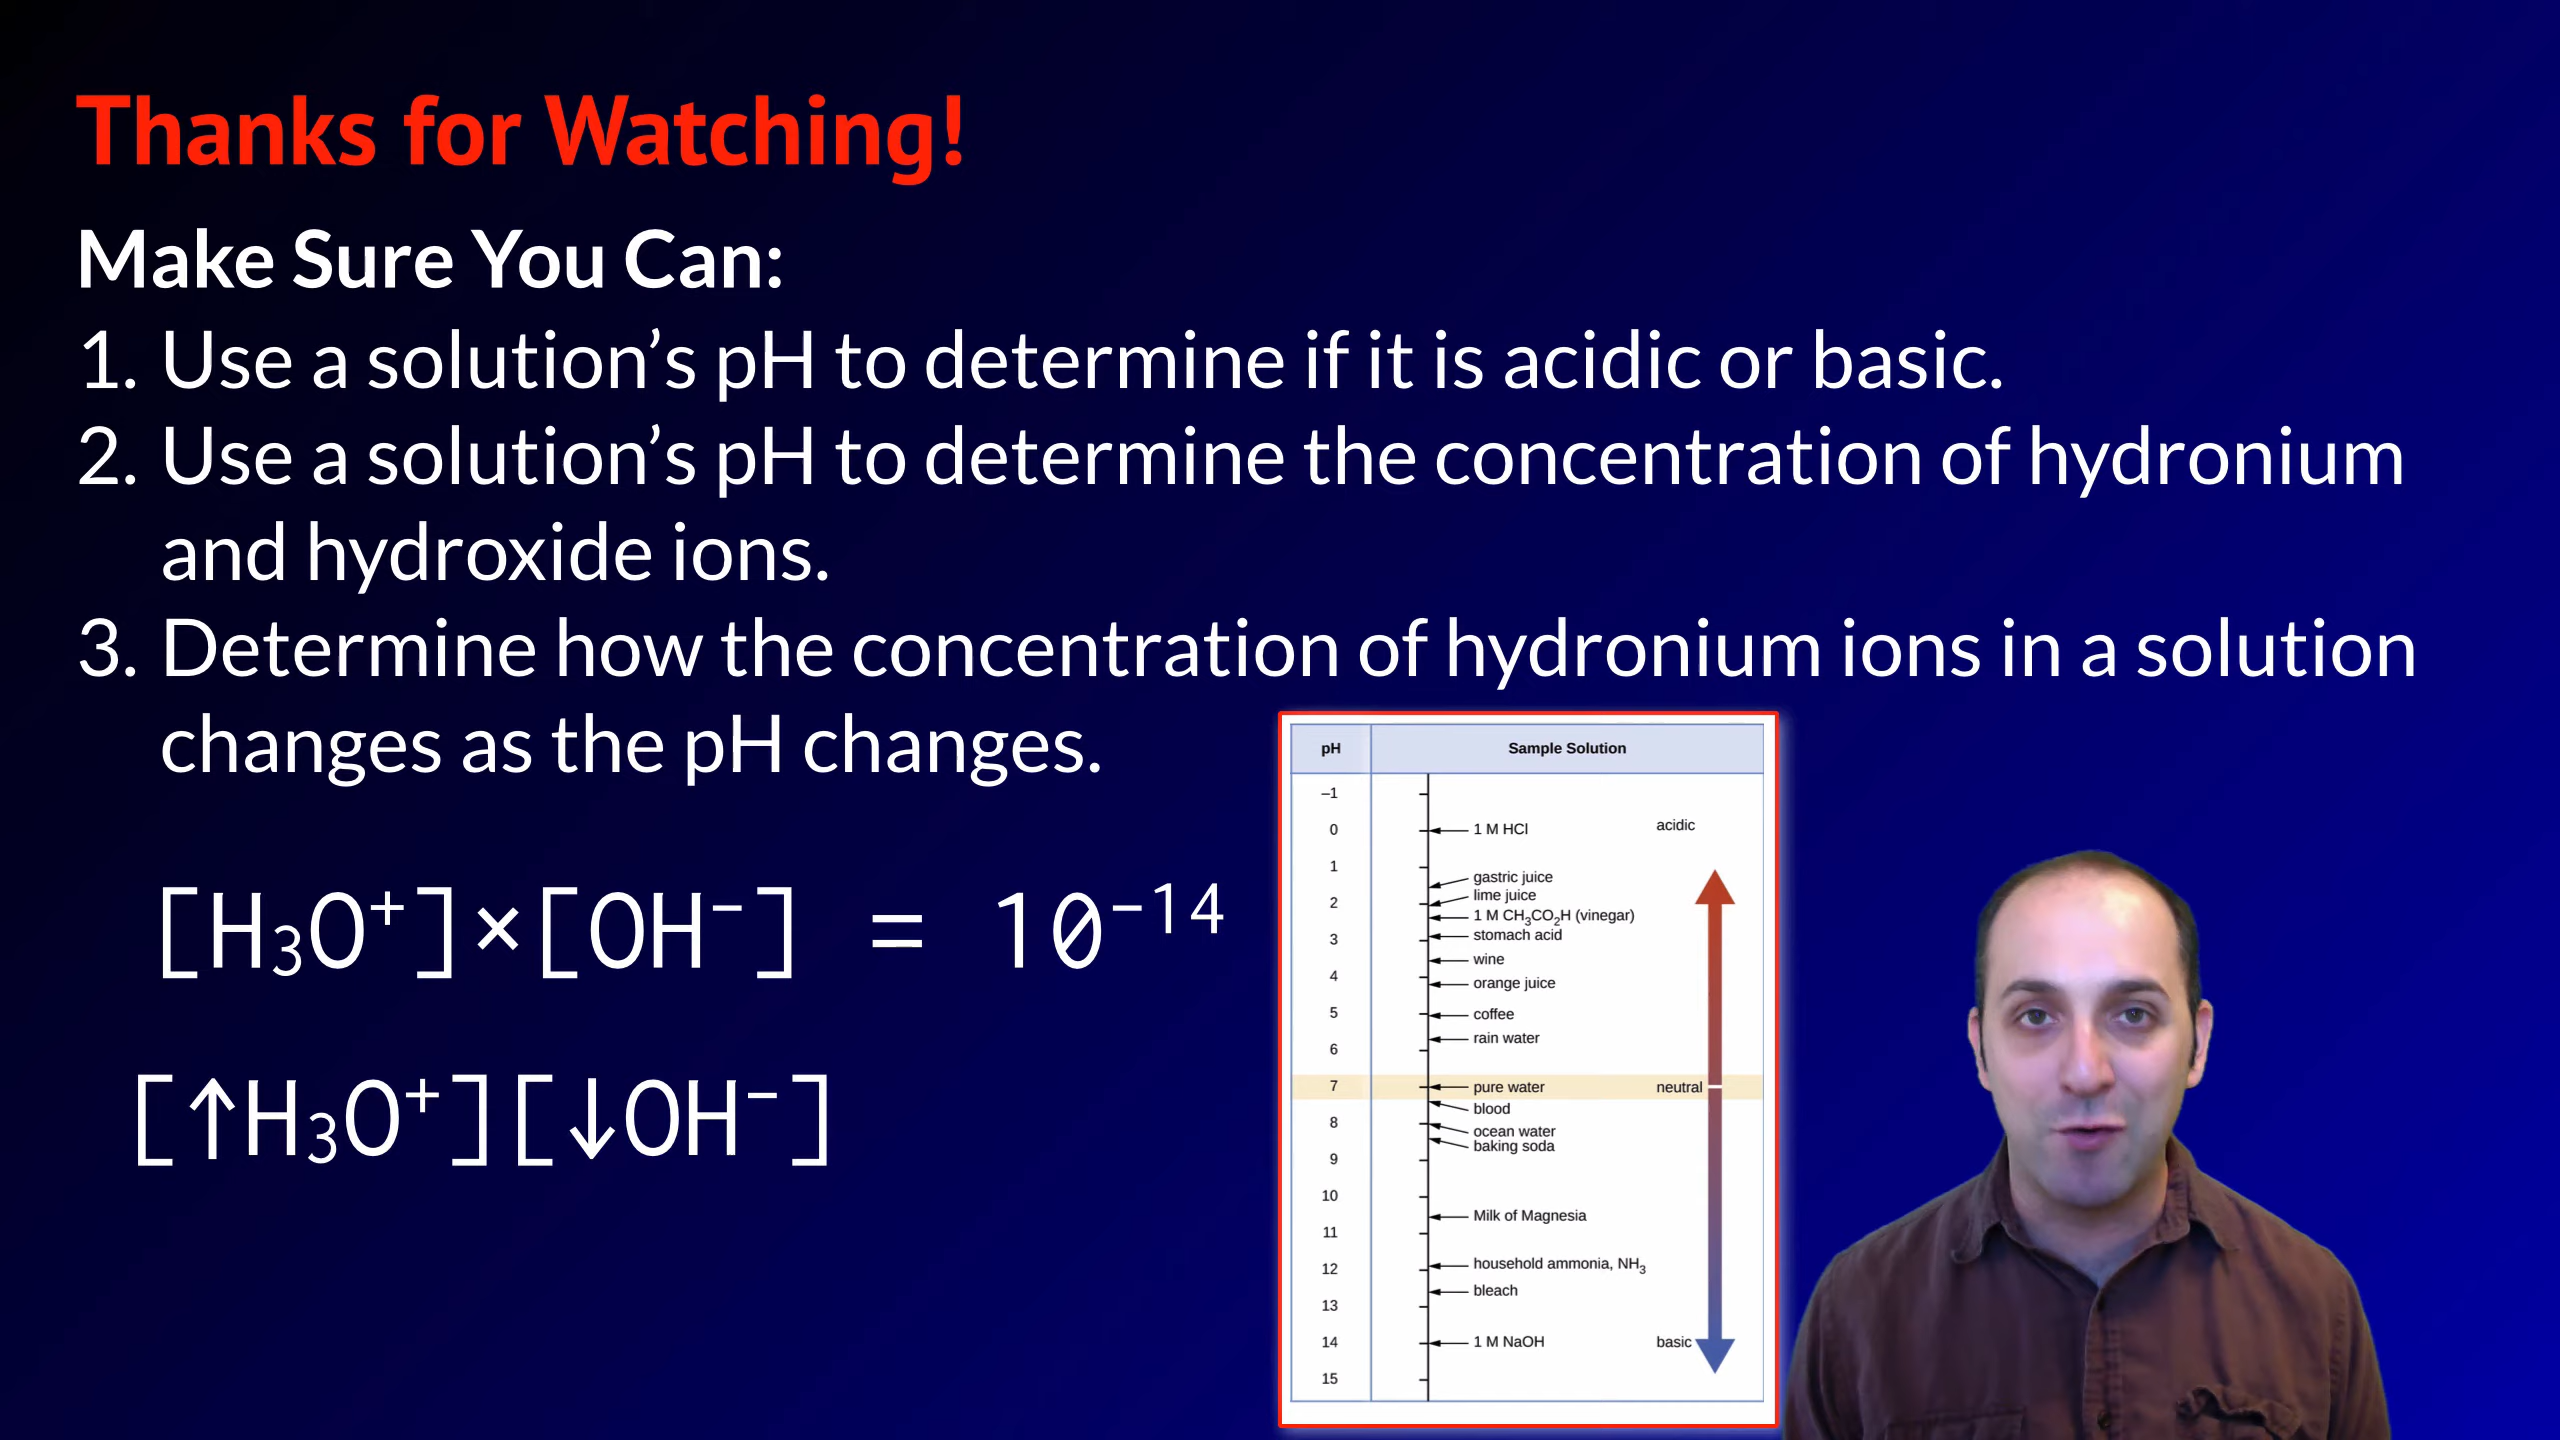 Thanks for Watching!
Make Sure You Can:
1. Use a solution’s pH to determine if it is acidic or basic.
2. Use a solution’s pH to determine the concentration of hydronium
and hydroxide ions.
3. Determine how the concentration of hydronium ions in a solution
changes as the pH changes.
[H₃O⁺]×[OH⁻] = 10⁻¹⁴
[↑H₃O⁺][↓OH⁻]
pH Sample Solution
–1
0 1 M HCl acidic
1
gastric juice
lime juice
2
1 M CH₃CO₂H (vinegar)
stomach acid
3
wine
4
orange juice
5 coffee
rain water
6
7 pure water neutral
blood
8
ocean water
baking soda
9
10
Milk of Magnesia
11
household ammonia, NH₃
12
bleach
13
14 1 M NaOH basic
15